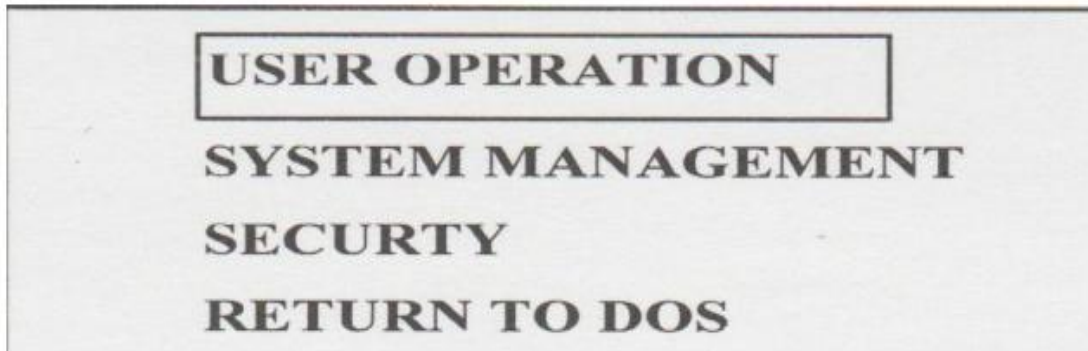 USER OPERATION
SYSTEM MANAGEMENT
SECURTY
RETURN TO DOS